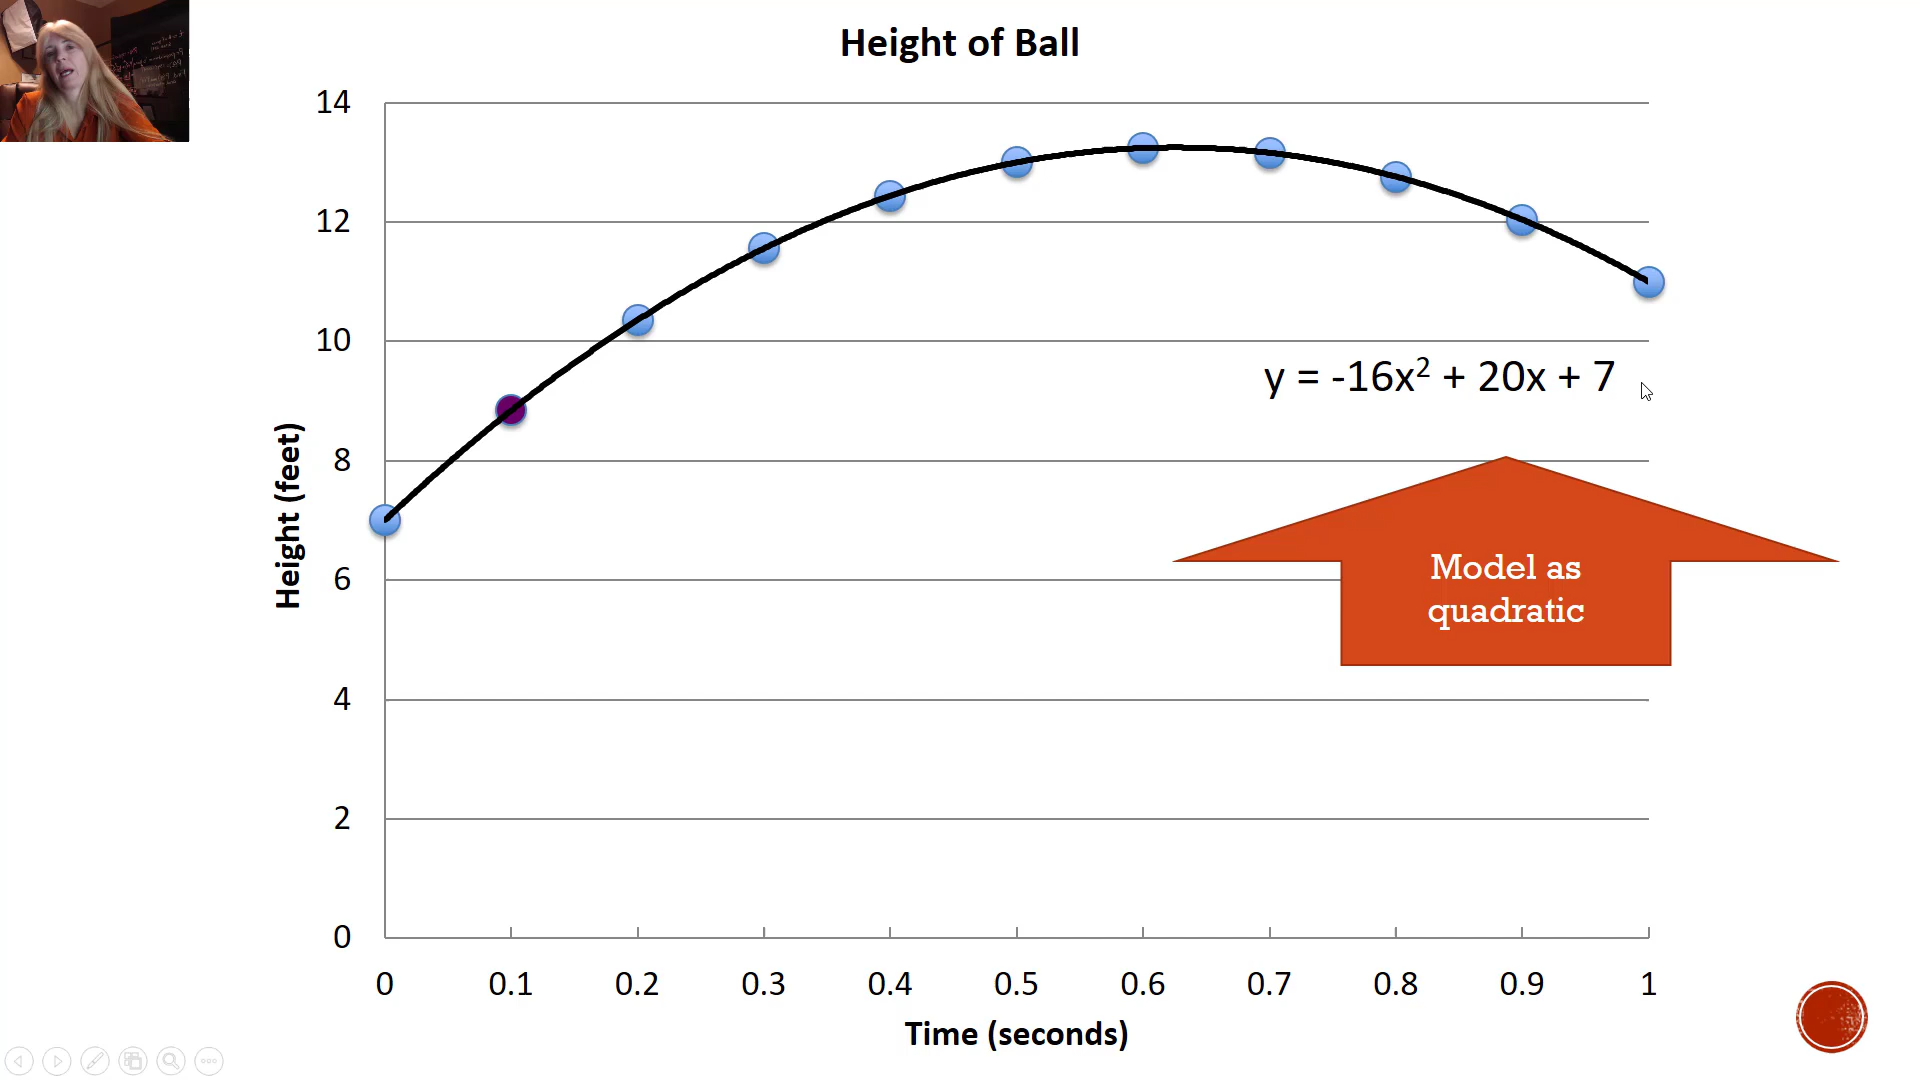 Height of Ball
14
12
10
8
6
4
2
0
Height (feet)
y = -16x² + 20x + 7
Model as
quadratic
0 0.1 0.2 0.3 0.4 0.5 0.6 0.7 0.8 0.9 1
Time (seconds)